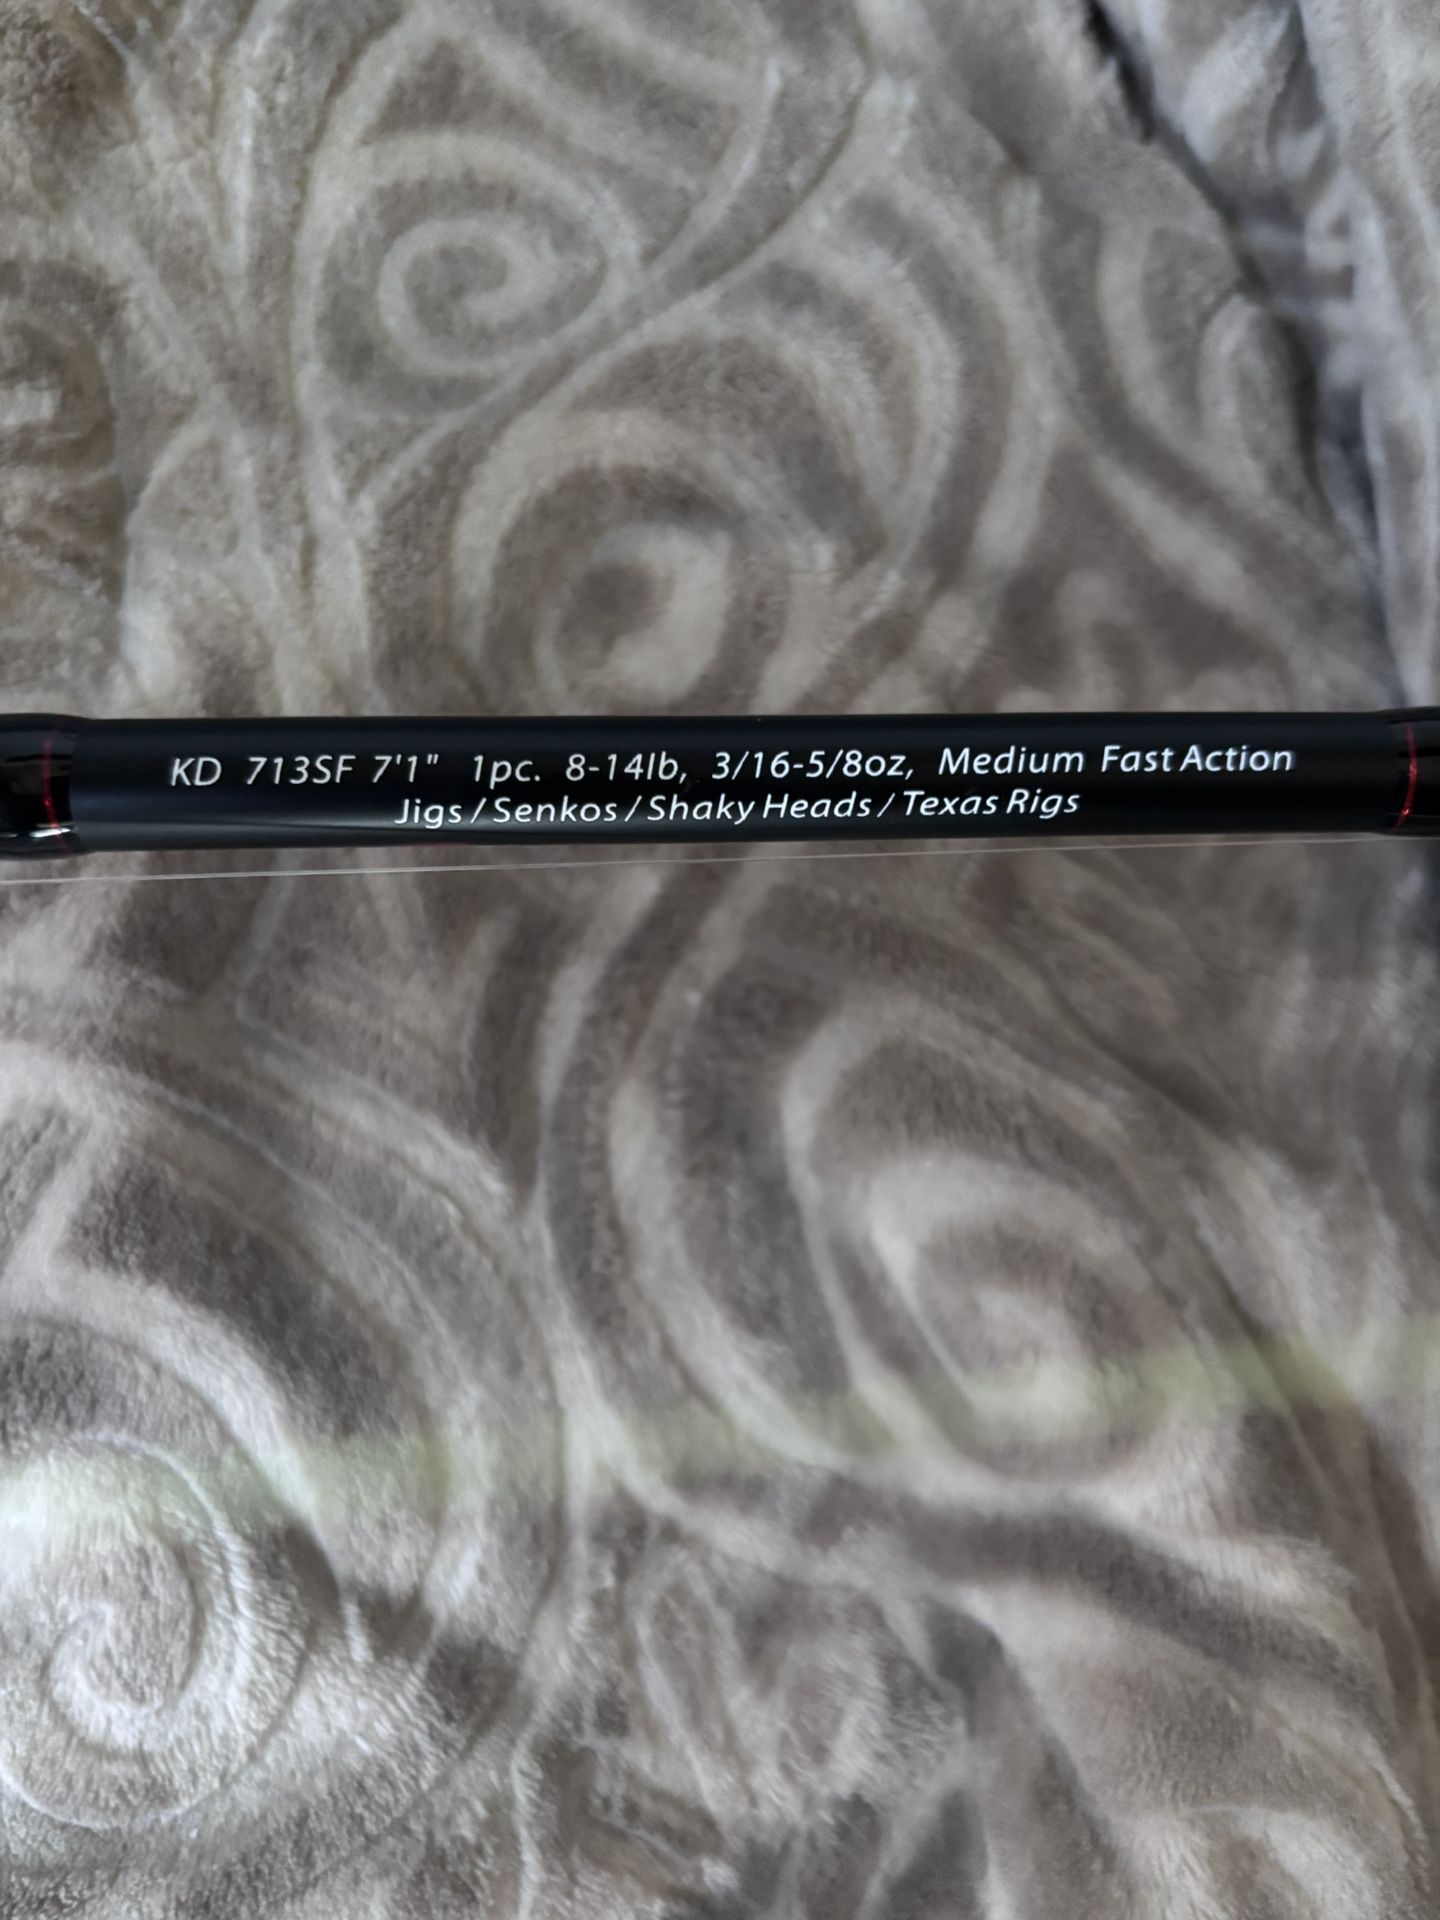 KD 713SF 7'1" 1pc. 8-14lb, 3/16-5/8oz, Medium Fast Action
Jigs / Senkos / Shaky Heads / Texas Rigs